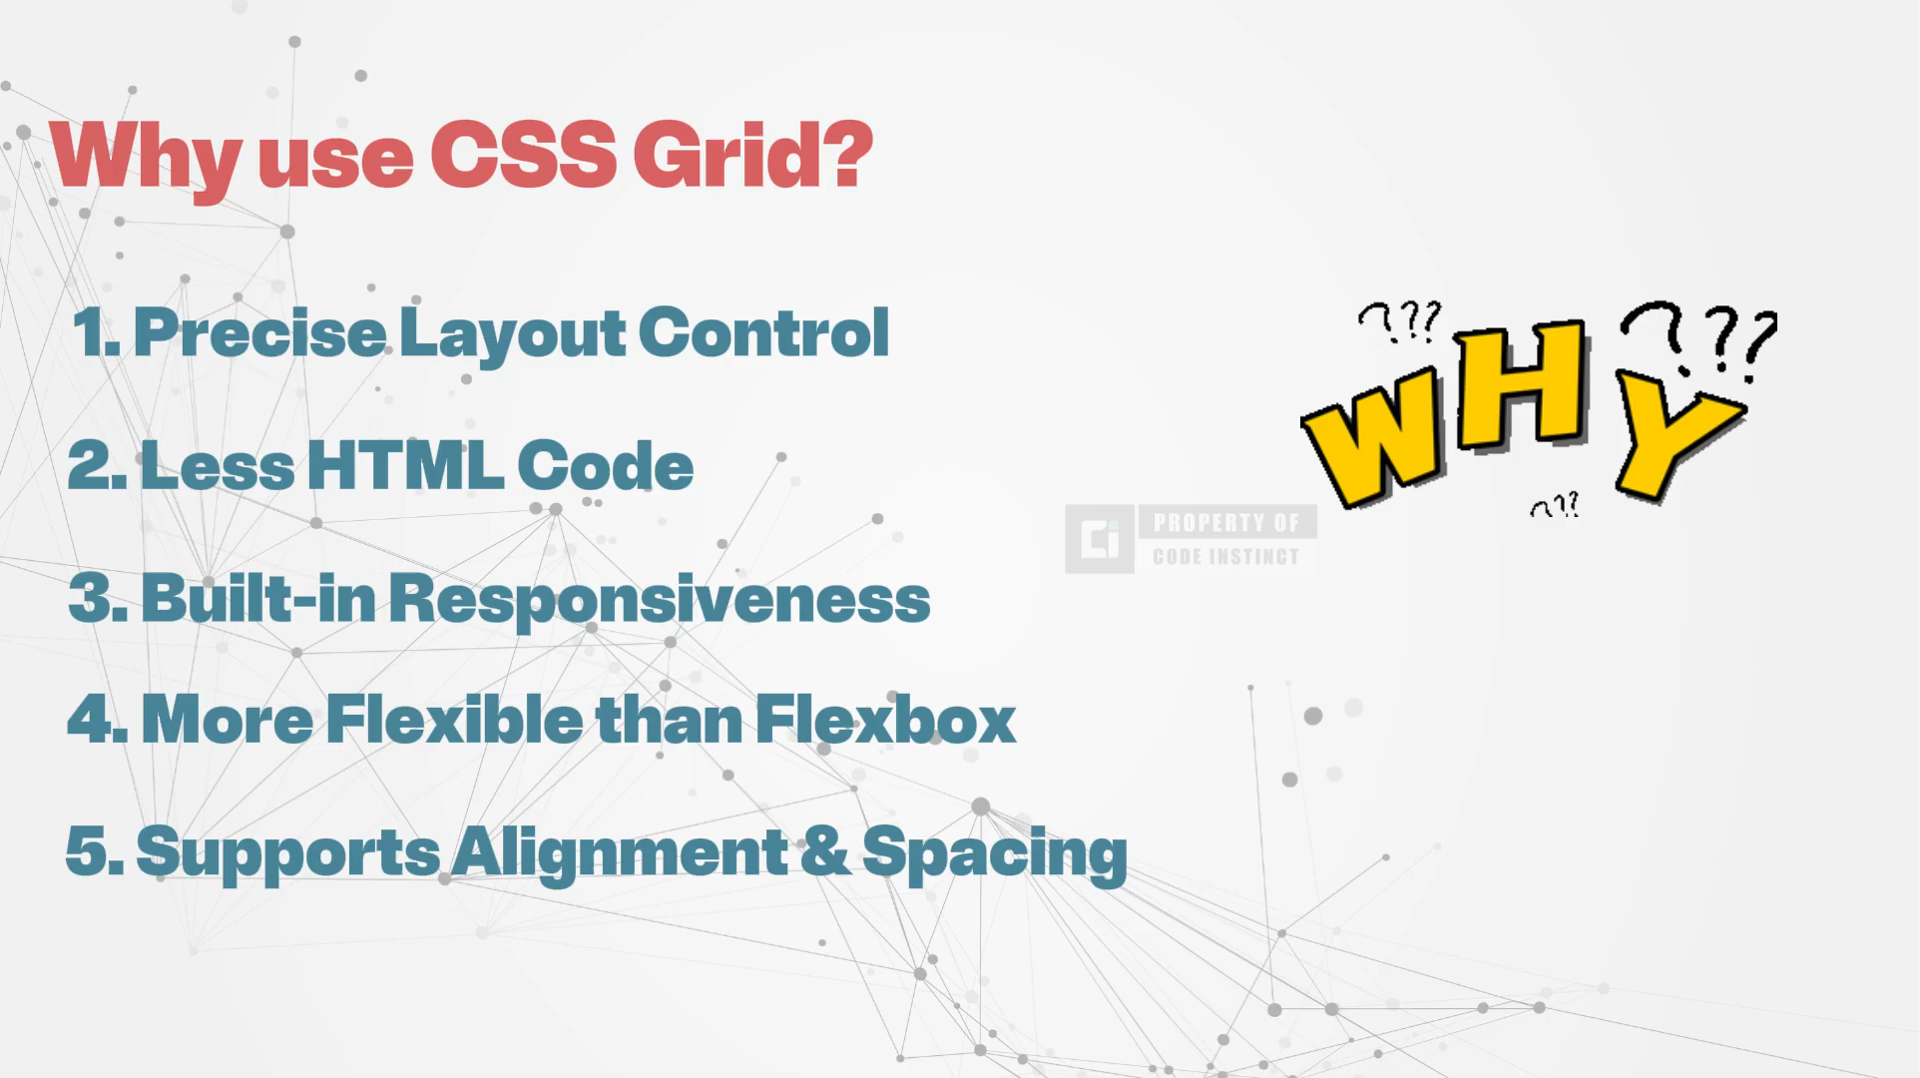 Why use CSS Grid?
1. Precise Layout Control
2. Less HTML Code
3. Built-in Responsiveness
4. More Flexible than Flexbox
5. Supports Alignment & Spacing
???
???
WHY
???
Ci
PROPERTY OF
CODE INSTINCT